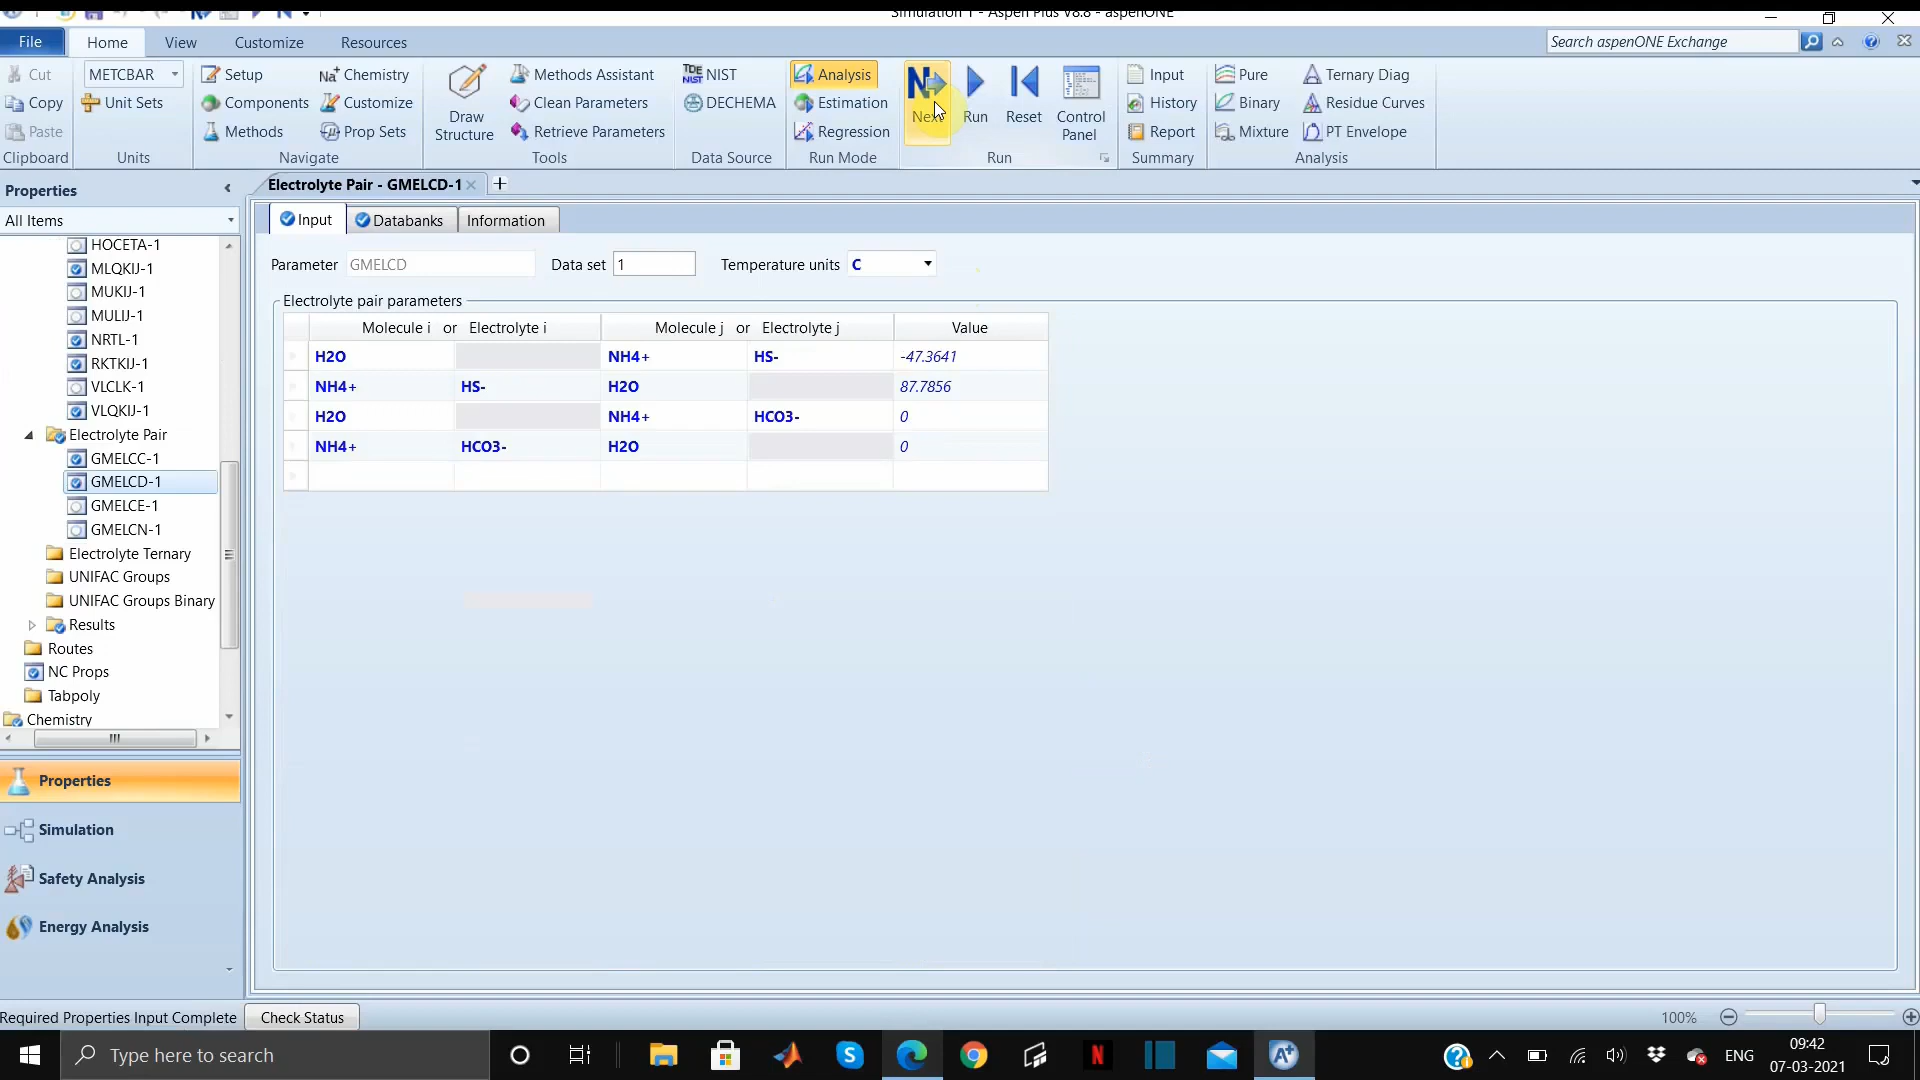 Simulation 1 - Aspen Plus V8.8 - aspenONE
File Home View Customize Resources Search aspenONE Exchange
Cut METCBAR Setup Na+ Chemistry Methods Assistant NIST Analysis Input Pure Ternary Diag
Copy Unit Sets Components Customize Draw Structure Clean Parameters DECHEMA Estimation Next Run Reset Control Panel History Binary Residue Curves
Paste Methods Prop Sets Retrieve Parameters Regression Report Mixture PT Envelope
Clipboard Units Navigate Tools Data Source Run Mode Run Summary Analysis
Properties
All Items
HOCETA-1
MLQKIJ-1
MUKIJ-1
MULIJ-1
NRTL-1
RKTKIJ-1
VLCLK-1
VLQKIJ-1
Electrolyte Pair
GMELCC-1
GMELCD-1
GMELCE-1
GMELCN-1
Electrolyte Ternary
UNIFAC Groups
UNIFAC Groups Binary
Results
Routes
NC Props
Tabpoly
Chemistry
Properties
Simulation
Safety Analysis
Energy Analysis
Electrolyte Pair - GMELCD-1
Input Databanks Information
Parameter GMELCD Data set 1 Temperature units C
Electrolyte pair parameters
Molecule i or Electrolyte i Molecule j or Electrolyte j Value
H2O NH4+ HS- -47.3641
NH4+ HS- H2O 87.7856
H2O NH4+ HCO3- 0
NH4+ HCO3- H2O 0
Required Properties Input Complete Check Status 100%
Type here to search ENG 09:42
07-03-2021